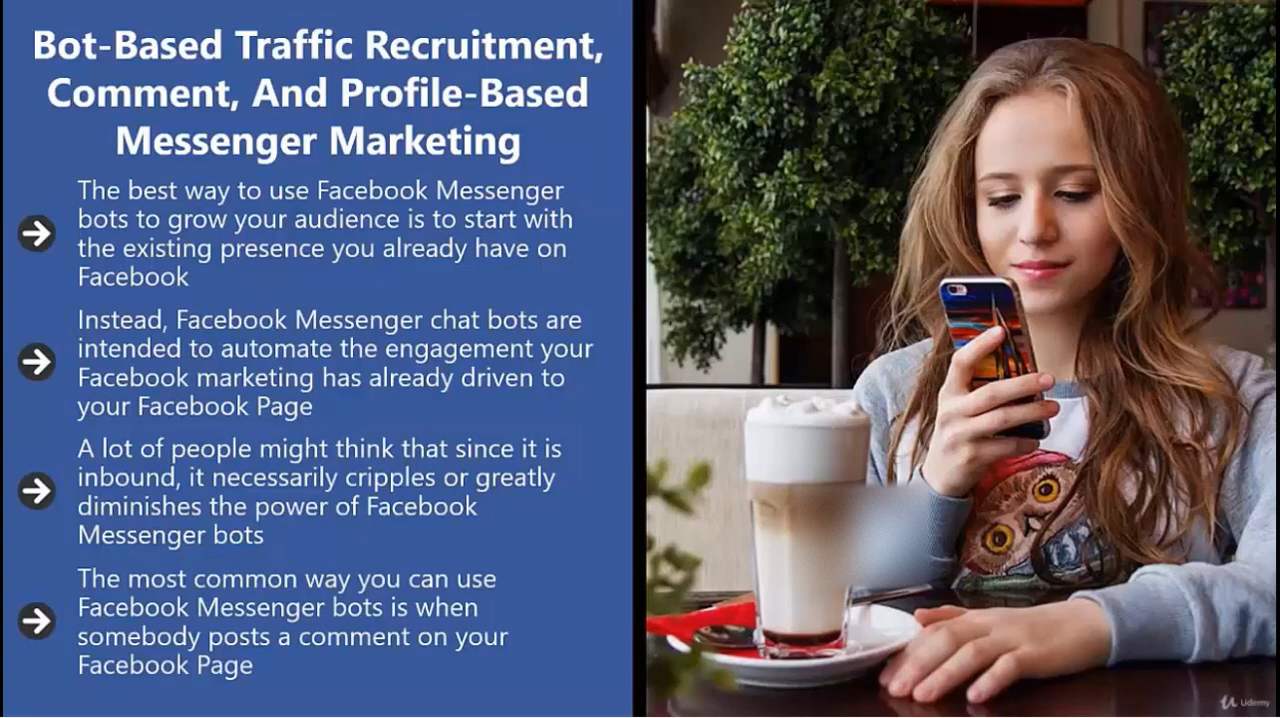 Bot-Based Traffic Recruitment,
Comment, And Profile-Based
Messenger Marketing
The best way to use Facebook Messenger
bots to grow your audience is to start with
the existing presence you already have on
Facebook
Instead, Facebook Messenger chat bots are
intended to automate the engagement your
Facebook marketing has already driven to
your Facebook Page
A lot of people might think that since it is
inbound, it necessarily cripples or greatly
diminishes the power of Facebook
Messenger bots
The most common way you can use
Facebook Messenger bots is when
somebody posts a comment on your
Facebook Page
Udemy